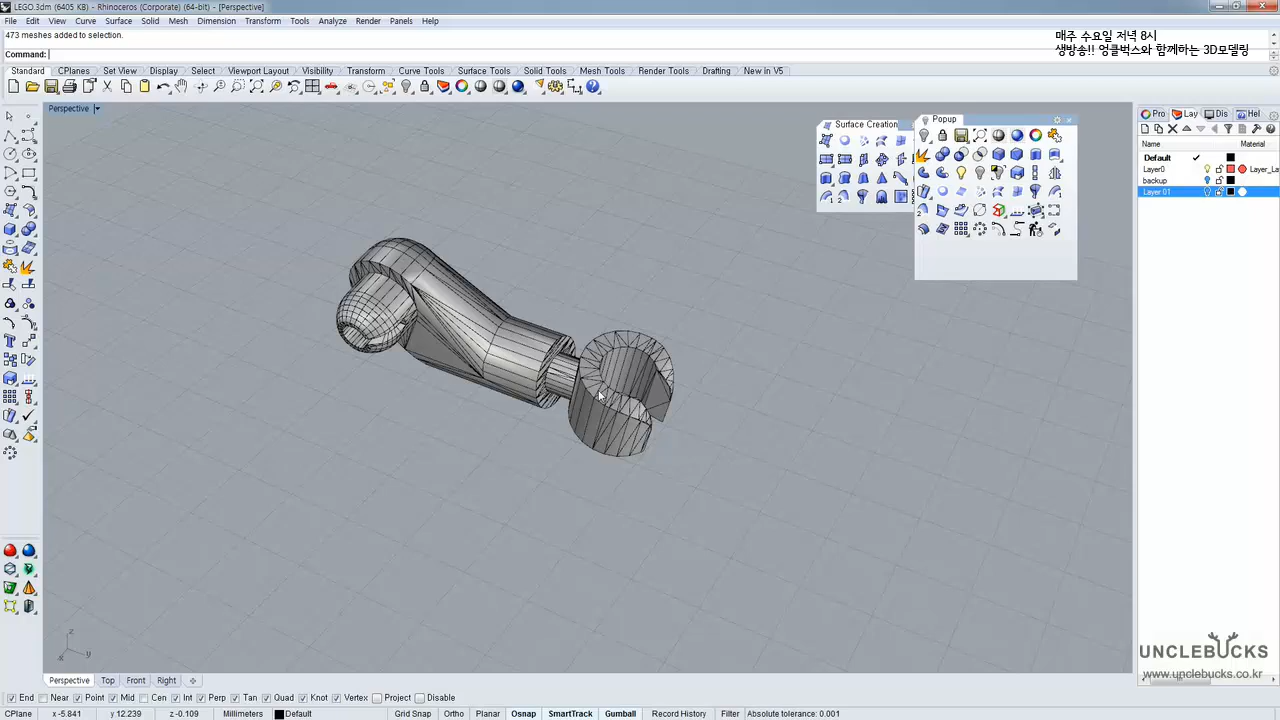 LEGO.3dm (6405 KB) - Rhinoceros (Corporate) (64-bit) - [Perspective]
File Edit View Curve Surface Solid Mesh Dimension Transform Tools Analyze Render Panels Help
473 meshes added to selection.
Command:
매주 수요일 저녁 8시
생방송!! 엉클벅스와 함께하는 3D모델링
Standard CPlanes Set View Display Select Viewport Layout Visibility Transform Curve Tools Surface Tools Solid Tools Mesh Tools Render Tools Drafting New in V5
Perspective
Surface Creation
Popup
Pro Lay Dis Hel
Name Material
Default
Layer0 Layer_La
backup
Layer 01
z
x y
UNCLEBUCKS
www.unclebucks.co.kr
Perspective Top Front Right
End Near Point Mid Cen Int Perp Tan Quad Knot Vertex Project Disable
CPlane x -5.841 y 12.239 z -0.109 Millimeters Default Grid Snap Ortho Planar Osnap SmartTrack Gumball Record History Filter Absolute tolerance: 0.001